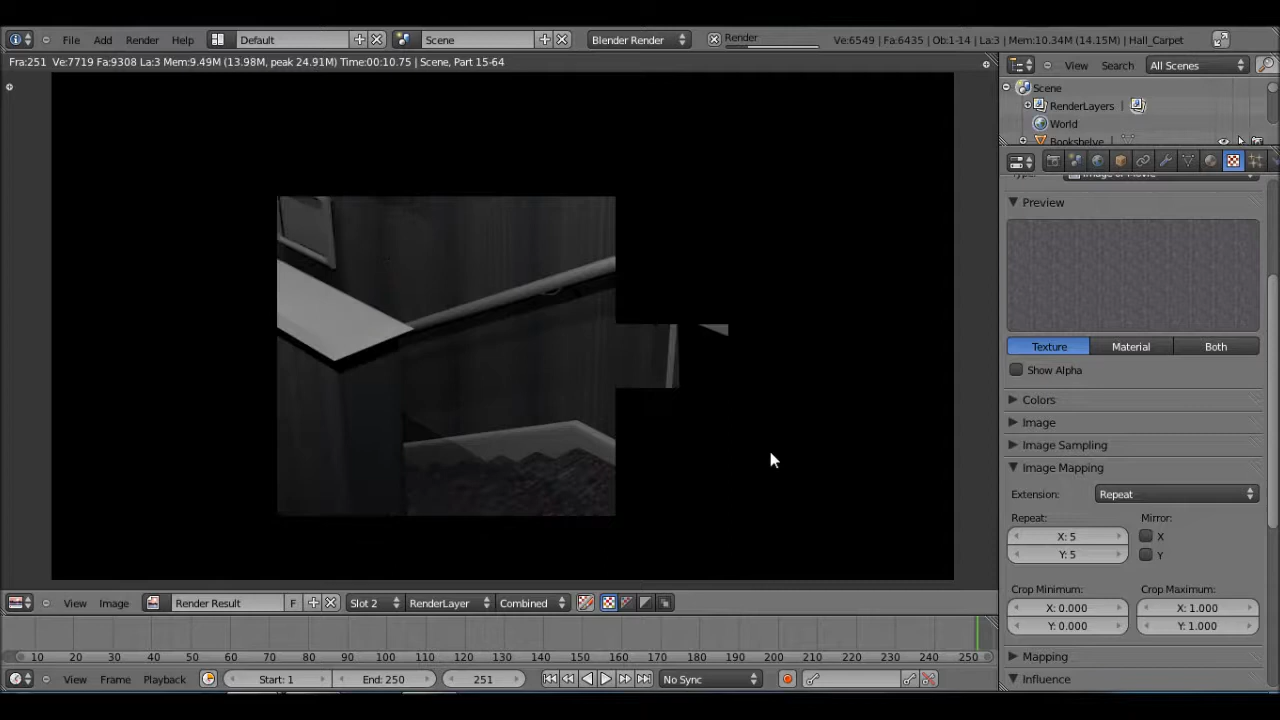 File Add Render Help Default Scene Blender Render Render Ve:6549 | Fa:6435 | Ob:1-14 | La:3 | Mem:10.34M (14.15M) | Hall_Carpet
Fra:251 Ve:7719 Fa:9308 La:3 Mem:9.49M (13.98M, peak 24.91M) Time:00:10.75 | Scene, Part 15-64
View Search All Scenes
Scene
RenderLayers |
World
Bookshelve
Image or Movie
Preview
Texture Material Both
Show Alpha
Colors
Image
Image Sampling
Image Mapping
Extension: Repeat
Repeat: Mirror:
X: 5 X
Y: 5 Y
Crop Minimum: Crop Maximum:
X: 0.000 X: 1.000
Y: 0.000 Y: 1.000
Mapping
Influence
View Image Render Result F Slot 2 RenderLayer Combined
10 20 30 40 50 60 70 80 90 100 110 120 130 140 150 160 170 180 190 200 210 220 230 240 250
View Frame Playback Start: 1 End: 250 251 No Sync